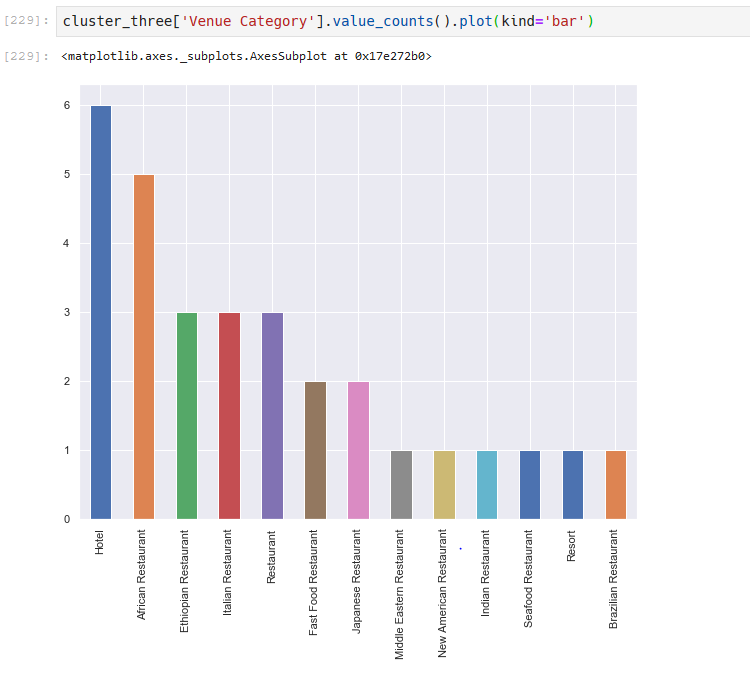 [229]: cluster_three['Venue Category'].value_counts().plot(kind='bar')
[229]: <matplotlib.axes._subplots.AxesSubplot at 0x17e272b0>
6
5
4
3
2
1
0
Hotel
African Restaurant
Ethiopian Restaurant
Italian Restaurant
Restaurant
Fast Food Restaurant
Japanese Restaurant
Middle Eastern Restaurant
New American Restaurant
Indian Restaurant
Seafood Restaurant
Resort
Brazilian Restaurant